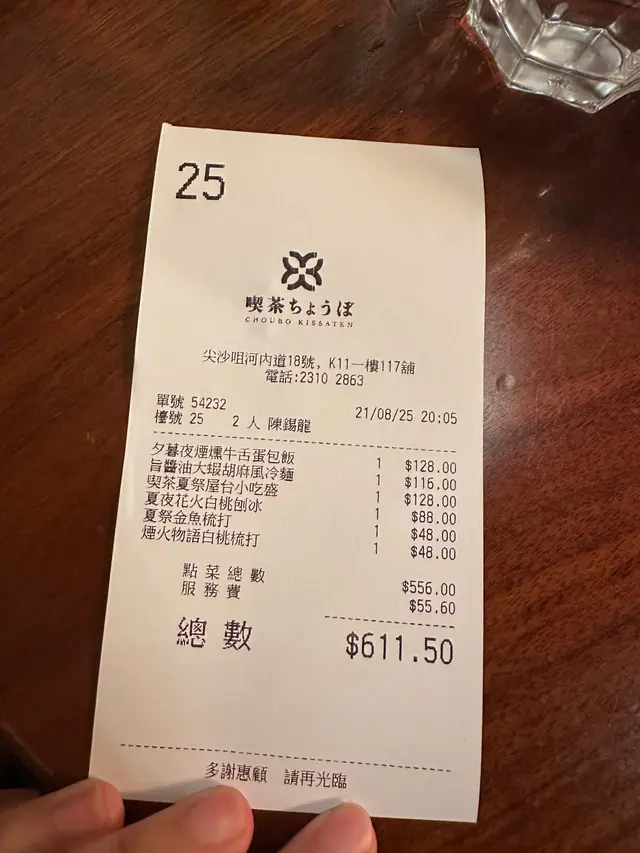 25
喫茶ちょうぼ
CHOUBO KISSATEN
尖沙咀河內道18號, K11一樓117舖
電話:2310 2863
單號 54232
21/08/25 20:05
檯號 25 2 人 陳錫龍
夕暮夜煙燻牛舌蛋包飯 1 $128.00
旨醬油大蝦胡麻風冷麵 1 $116.00
喫茶夏祭屋台小吃盛 1 $128.00
夏夜花火白桃刨冰 1 $88.00
夏祭金魚梳打 1 $48.00
煙火物語白桃梳打 1 $48.00
點菜總數 $556.00
服務費 $55.60
總數 $611.50
多謝惠顧 請再光臨